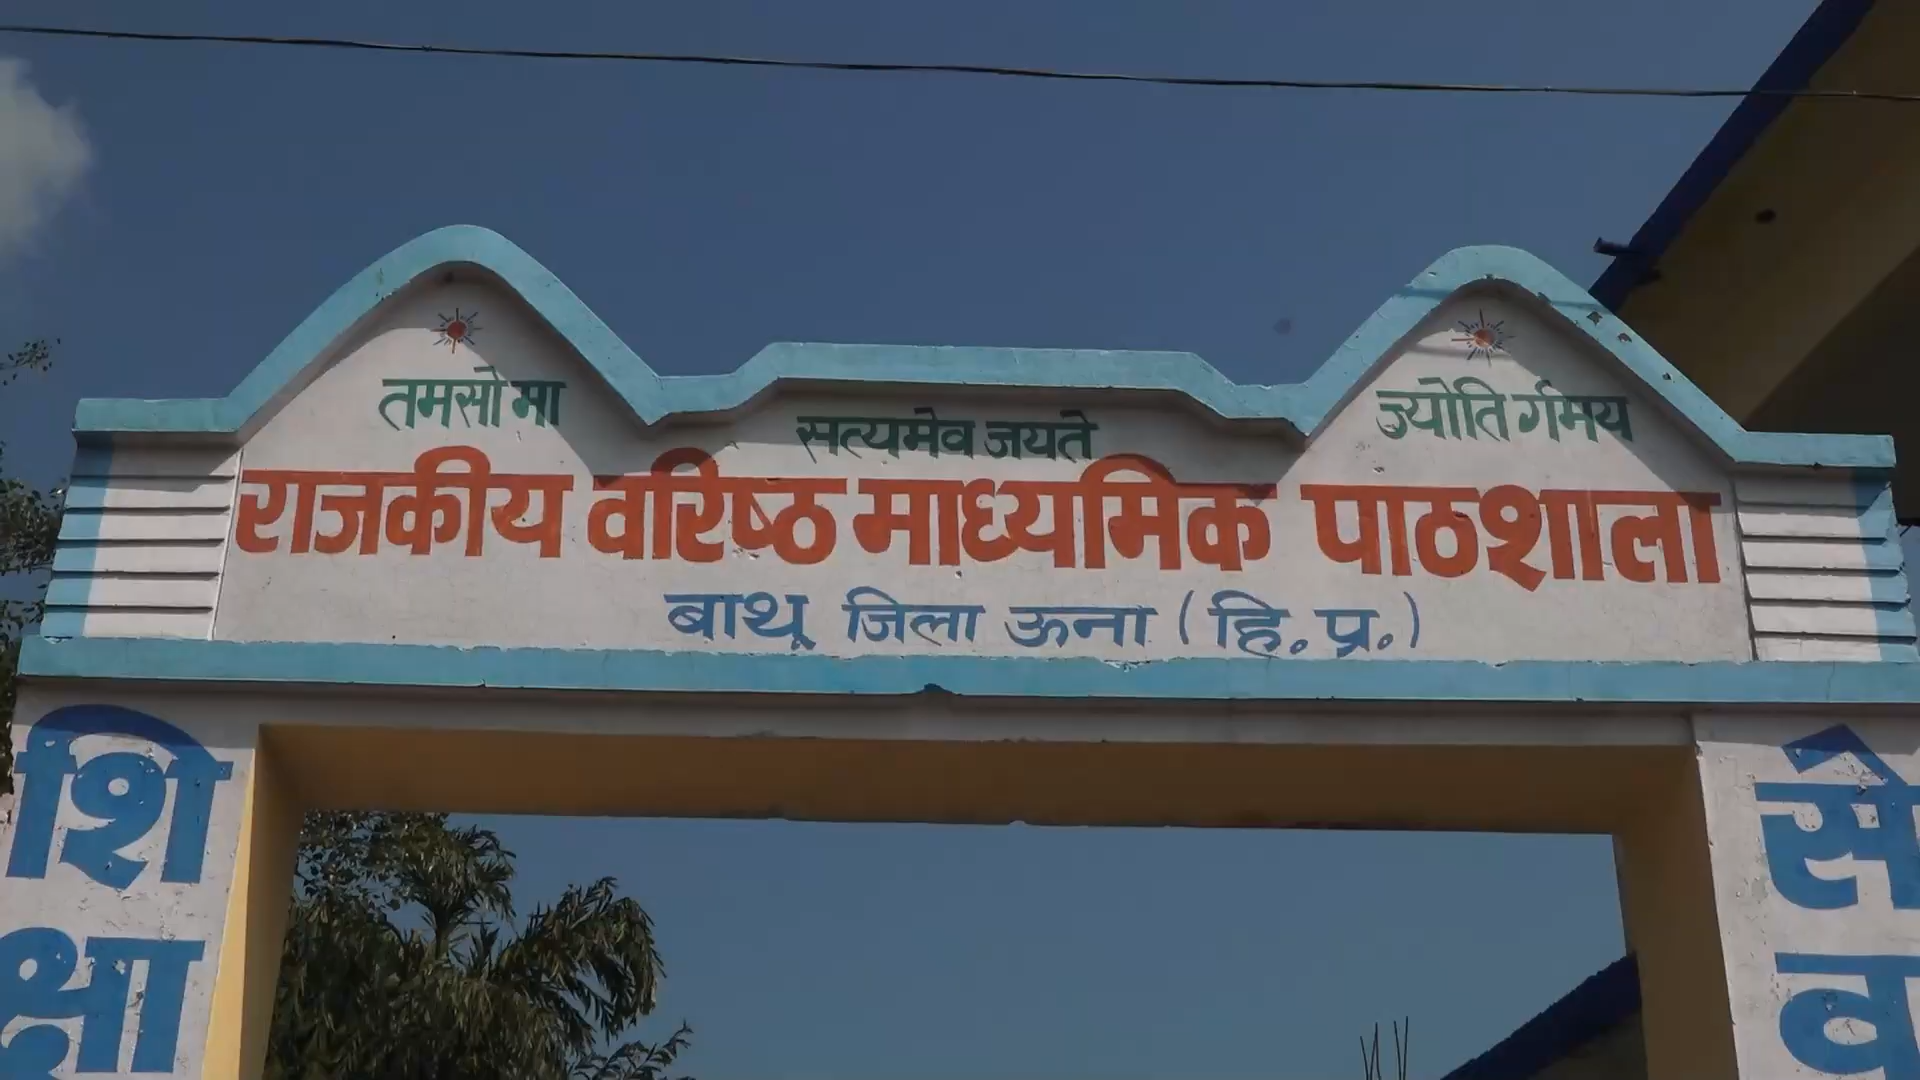 तमसो मा
सत्यमेव जयते
ज्योति र्गमय
राजकीय वरिष्ठ माध्यमिक पाठशाला
बाथू जिला ऊना (हि. प्र.)
शि
क्षा
से
व